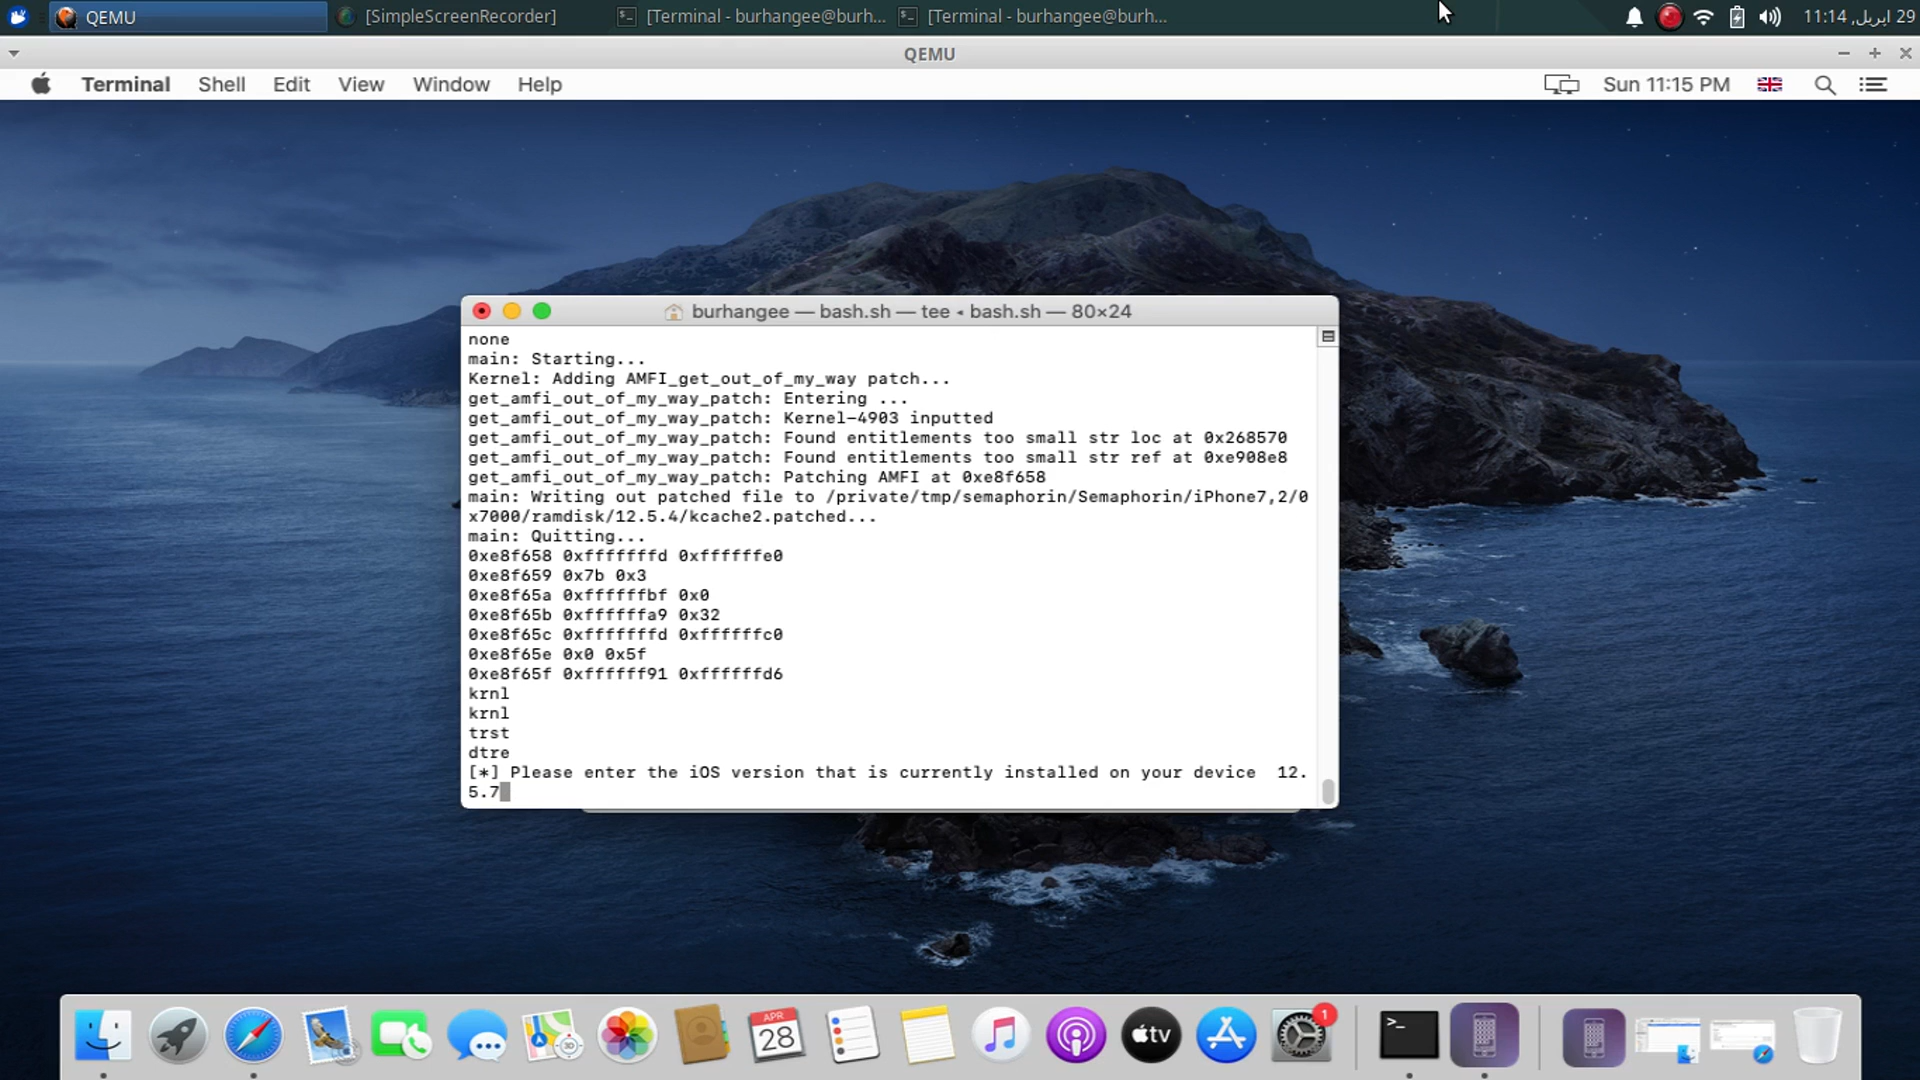 QEMU
[SimpleScreenRecorder]
[Terminal - burhangee@burh...
[Terminal - burhangee@burh...
29 اپریل, 11:14
QEMU
Terminal
Shell
Edit
View
Window
Help
Sun 11:15 PM
burhangee — bash.sh — tee ◂ bash.sh — 80×24
none
main: Starting...
Kernel: Adding AMFI_get_out_of_my_way patch...
get_amfi_out_of_my_way_patch: Entering ...
get_amfi_out_of_my_way_patch: Kernel-4903 inputted
get_amfi_out_of_my_way_patch: Found entitlements too small str loc at 0x268570
get_amfi_out_of_my_way_patch: Found entitlements too small str ref at 0xe908e8
get_amfi_out_of_my_way_patch: Patching AMFI at 0xe8f658
main: Writing out patched file to /private/tmp/semaphorin/Semaphorin/iPhone7,2/0
x7000/ramdisk/12.5.4/kcache2.patched...
main: Quitting...
0xe8f658 0xfffffffd 0xffffffe0
0xe8f659 0x7b 0x3
0xe8f65a 0xffffffbf 0x0
0xe8f65b 0xffffffa9 0x32
0xe8f65c 0xfffffffd 0xffffffc0
0xe8f65e 0x0 0x5f
0xe8f65f 0xffffff91 0xffffffd6
krnl
krnl
trst
dtre
[*] Please enter the iOS version that is currently installed on your device  12.
5.7
APR
28
tv
1
>_